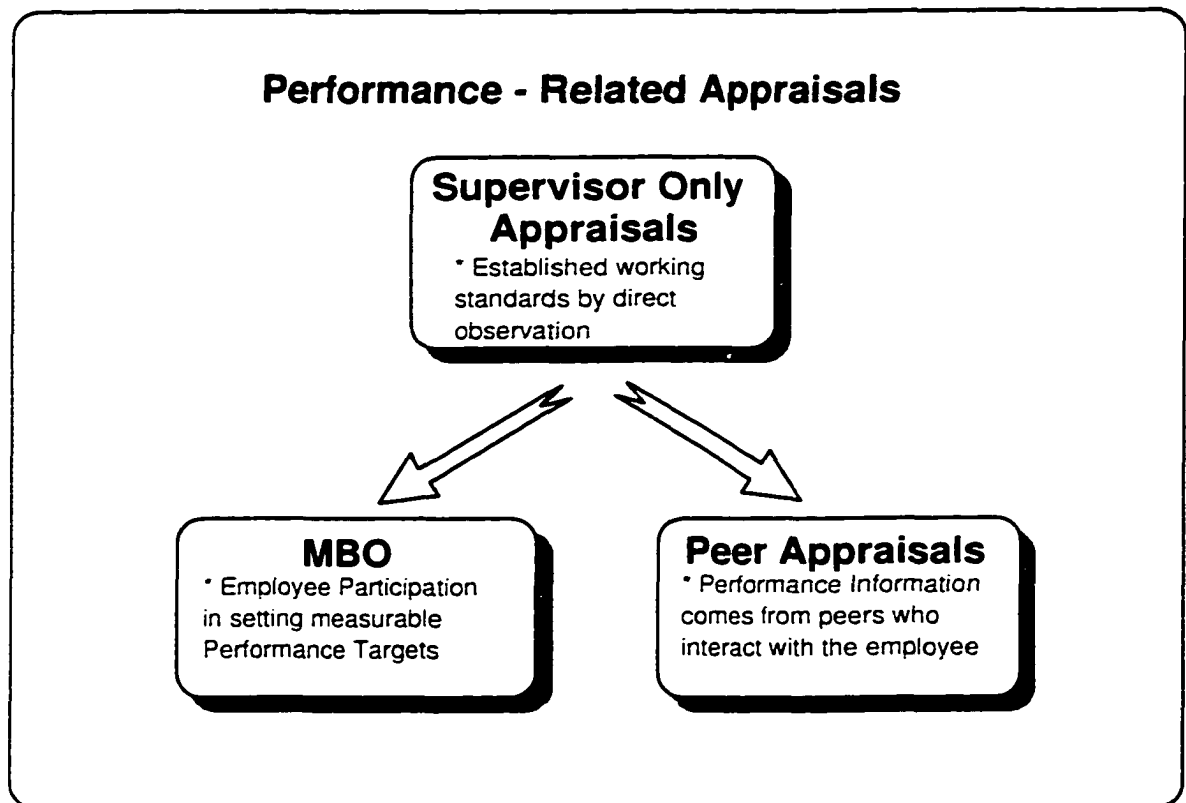 Performance - Related Appraisals
Supervisor Only
Appraisals
* Established working
standards by direct
observation
MBO
* Employee Participation
in setting measurable
Performance Targets
Peer Appraisals
* Performance Information
comes from peers who
interact with the employee